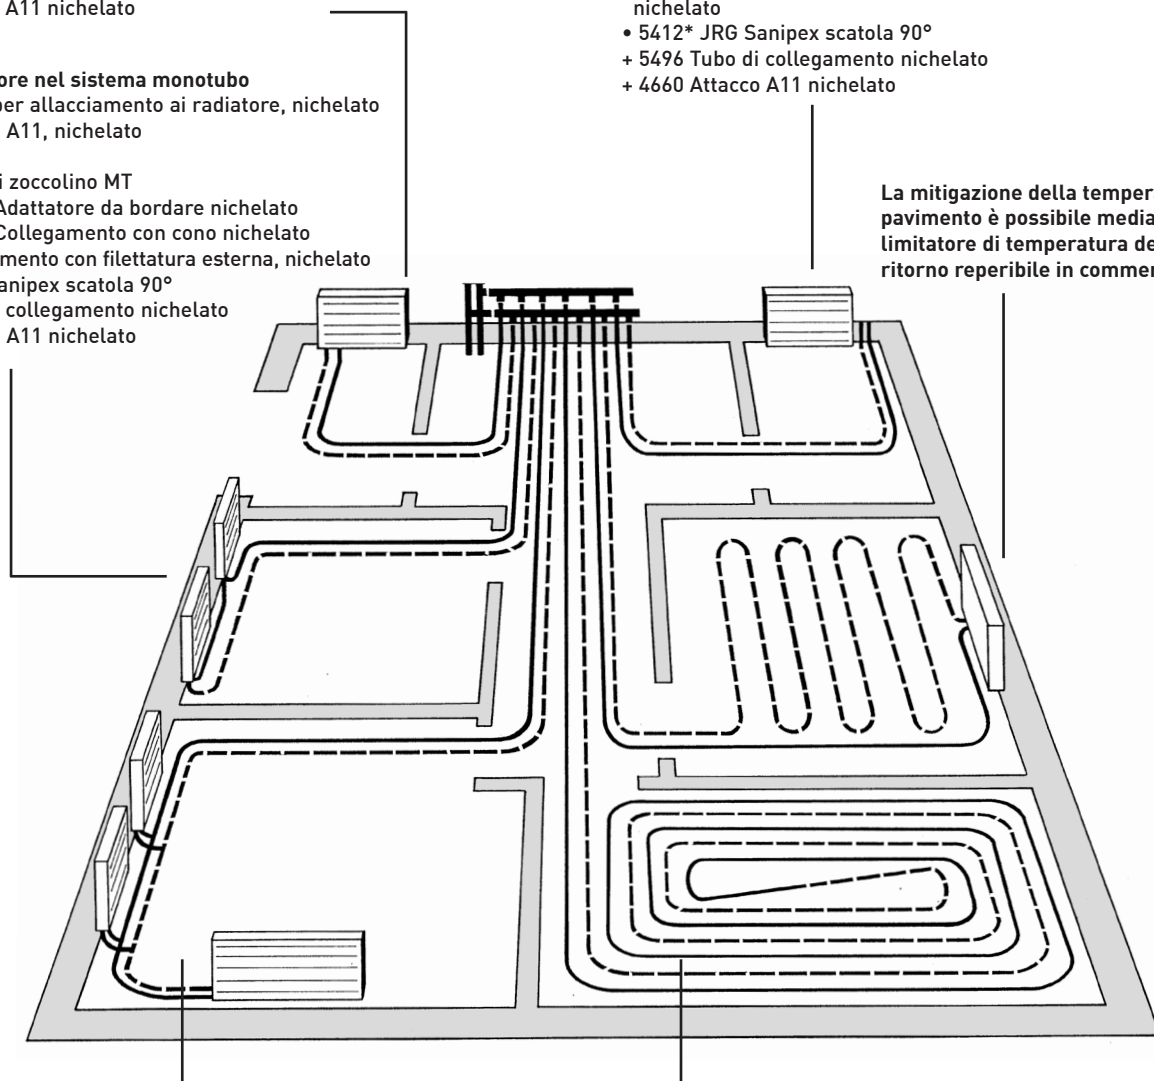 A11 nichelato
ore nel sistema monotubo
per allacciamento ai radiatore, nichelato
A11, nichelato
i zoccolino MT
Adattatore da bordare nichelato
Collegamento con cono nichelato
mento con filettatura esterna, nichelato
anipex scatola 90°
collegamento nichelato
A11 nichelato
nichelato
• 5412* JRG Sanipex scatola 90°
+ 5496 Tubo di collegamento nichelato
+ 4660 Attacco A11 nichelato
La mitigazione della temper
pavimento è possibile media
limitatore di temperatura de
ritorno reperibile in commer